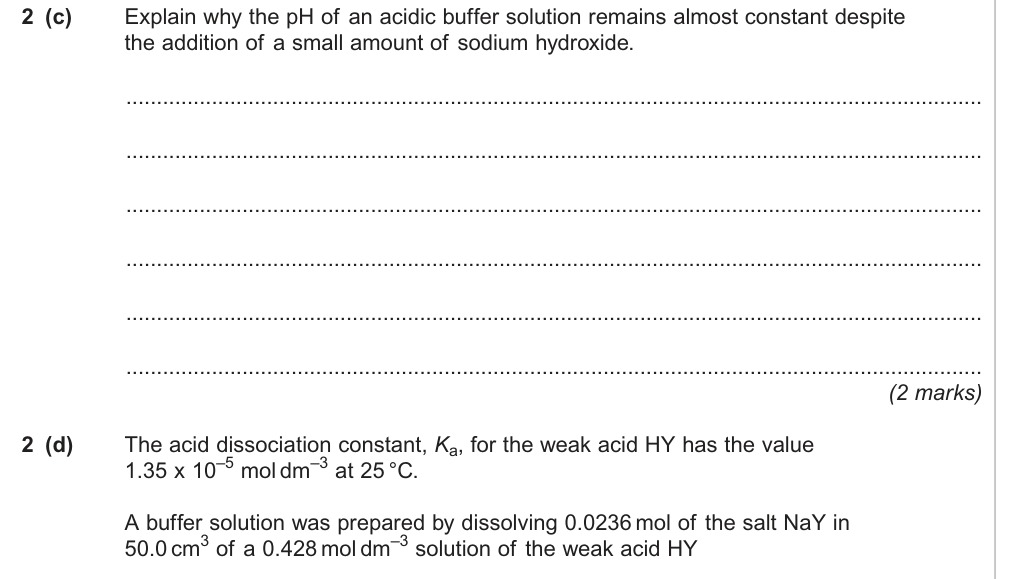 2 (c) Explain why the pH of an acidic buffer solution remains almost constant despite
the addition of a small amount of sodium hydroxide.
(2 marks)
2 (d) The acid dissociation constant, Kₐ, for the weak acid HY has the value
1.35 x 10⁻⁵ mol dm⁻³ at 25 °C.
A buffer solution was prepared by dissolving 0.0236 mol of the salt NaY in
50.0 cm³ of a 0.428 mol dm⁻³ solution of the weak acid HY